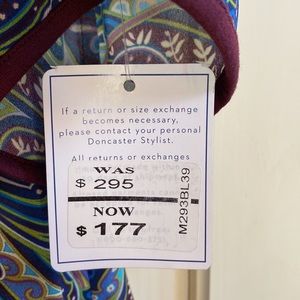 If a return or size exchange
becomes necessary,
please contact your personal
Doncaster Stylist.
All returns or exchanges
WAS
$ 295
NOW
$ 177
M293BL39